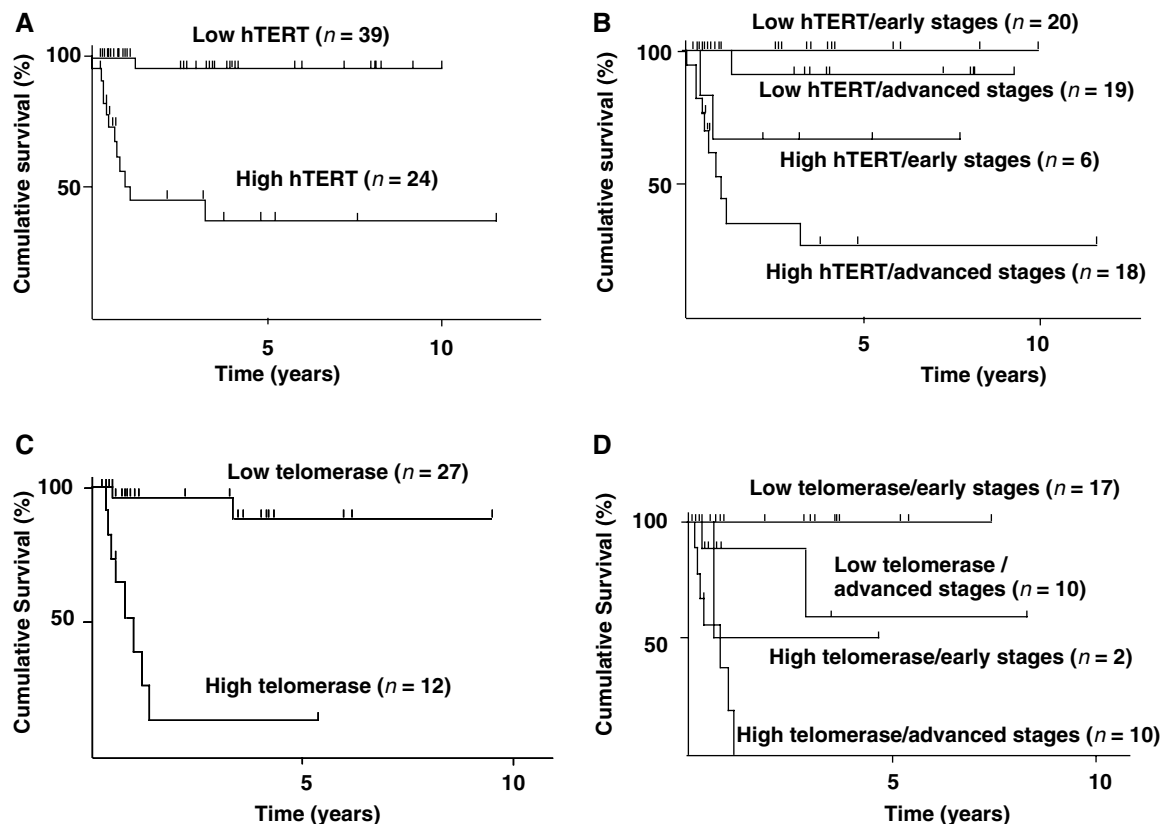 A
Low hTERT (n = 39)
100
High hTERT (n = 24)
50
Cumulative survival (%)
5
10
Time (years)
B
Low hTERT/early stages (n = 20)
100
Low hTERT/advanced stages (n = 19)
High hTERT/early stages (n = 6)
50
High hTERT/advanced stages (n = 18)
Cumulative survival (%)
5
10
Time (years)
C
Low telomerase (n = 27)
100
50
High telomerase (n = 12)
Cumulative Survival (%)
5
10
Time (years)
D
Low telomerase/early stages (n = 17)
100
Low telomerase /
advanced stages (n = 10)
50
High telomerase/early stages (n = 2)
High telomerase/advanced stages (n = 10)
Cumulative Survival (%)
5
10
Time (years)